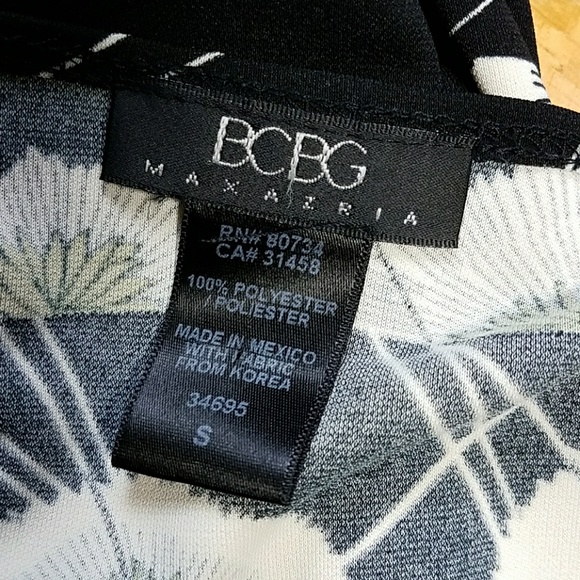 BCBG
MAXAZRIA
RN# 80734
CA# 31458
100% POLYESTER
/ POLIESTER
MADE IN MEXICO
WITH FABRIC
FROM KOREA
34695
S